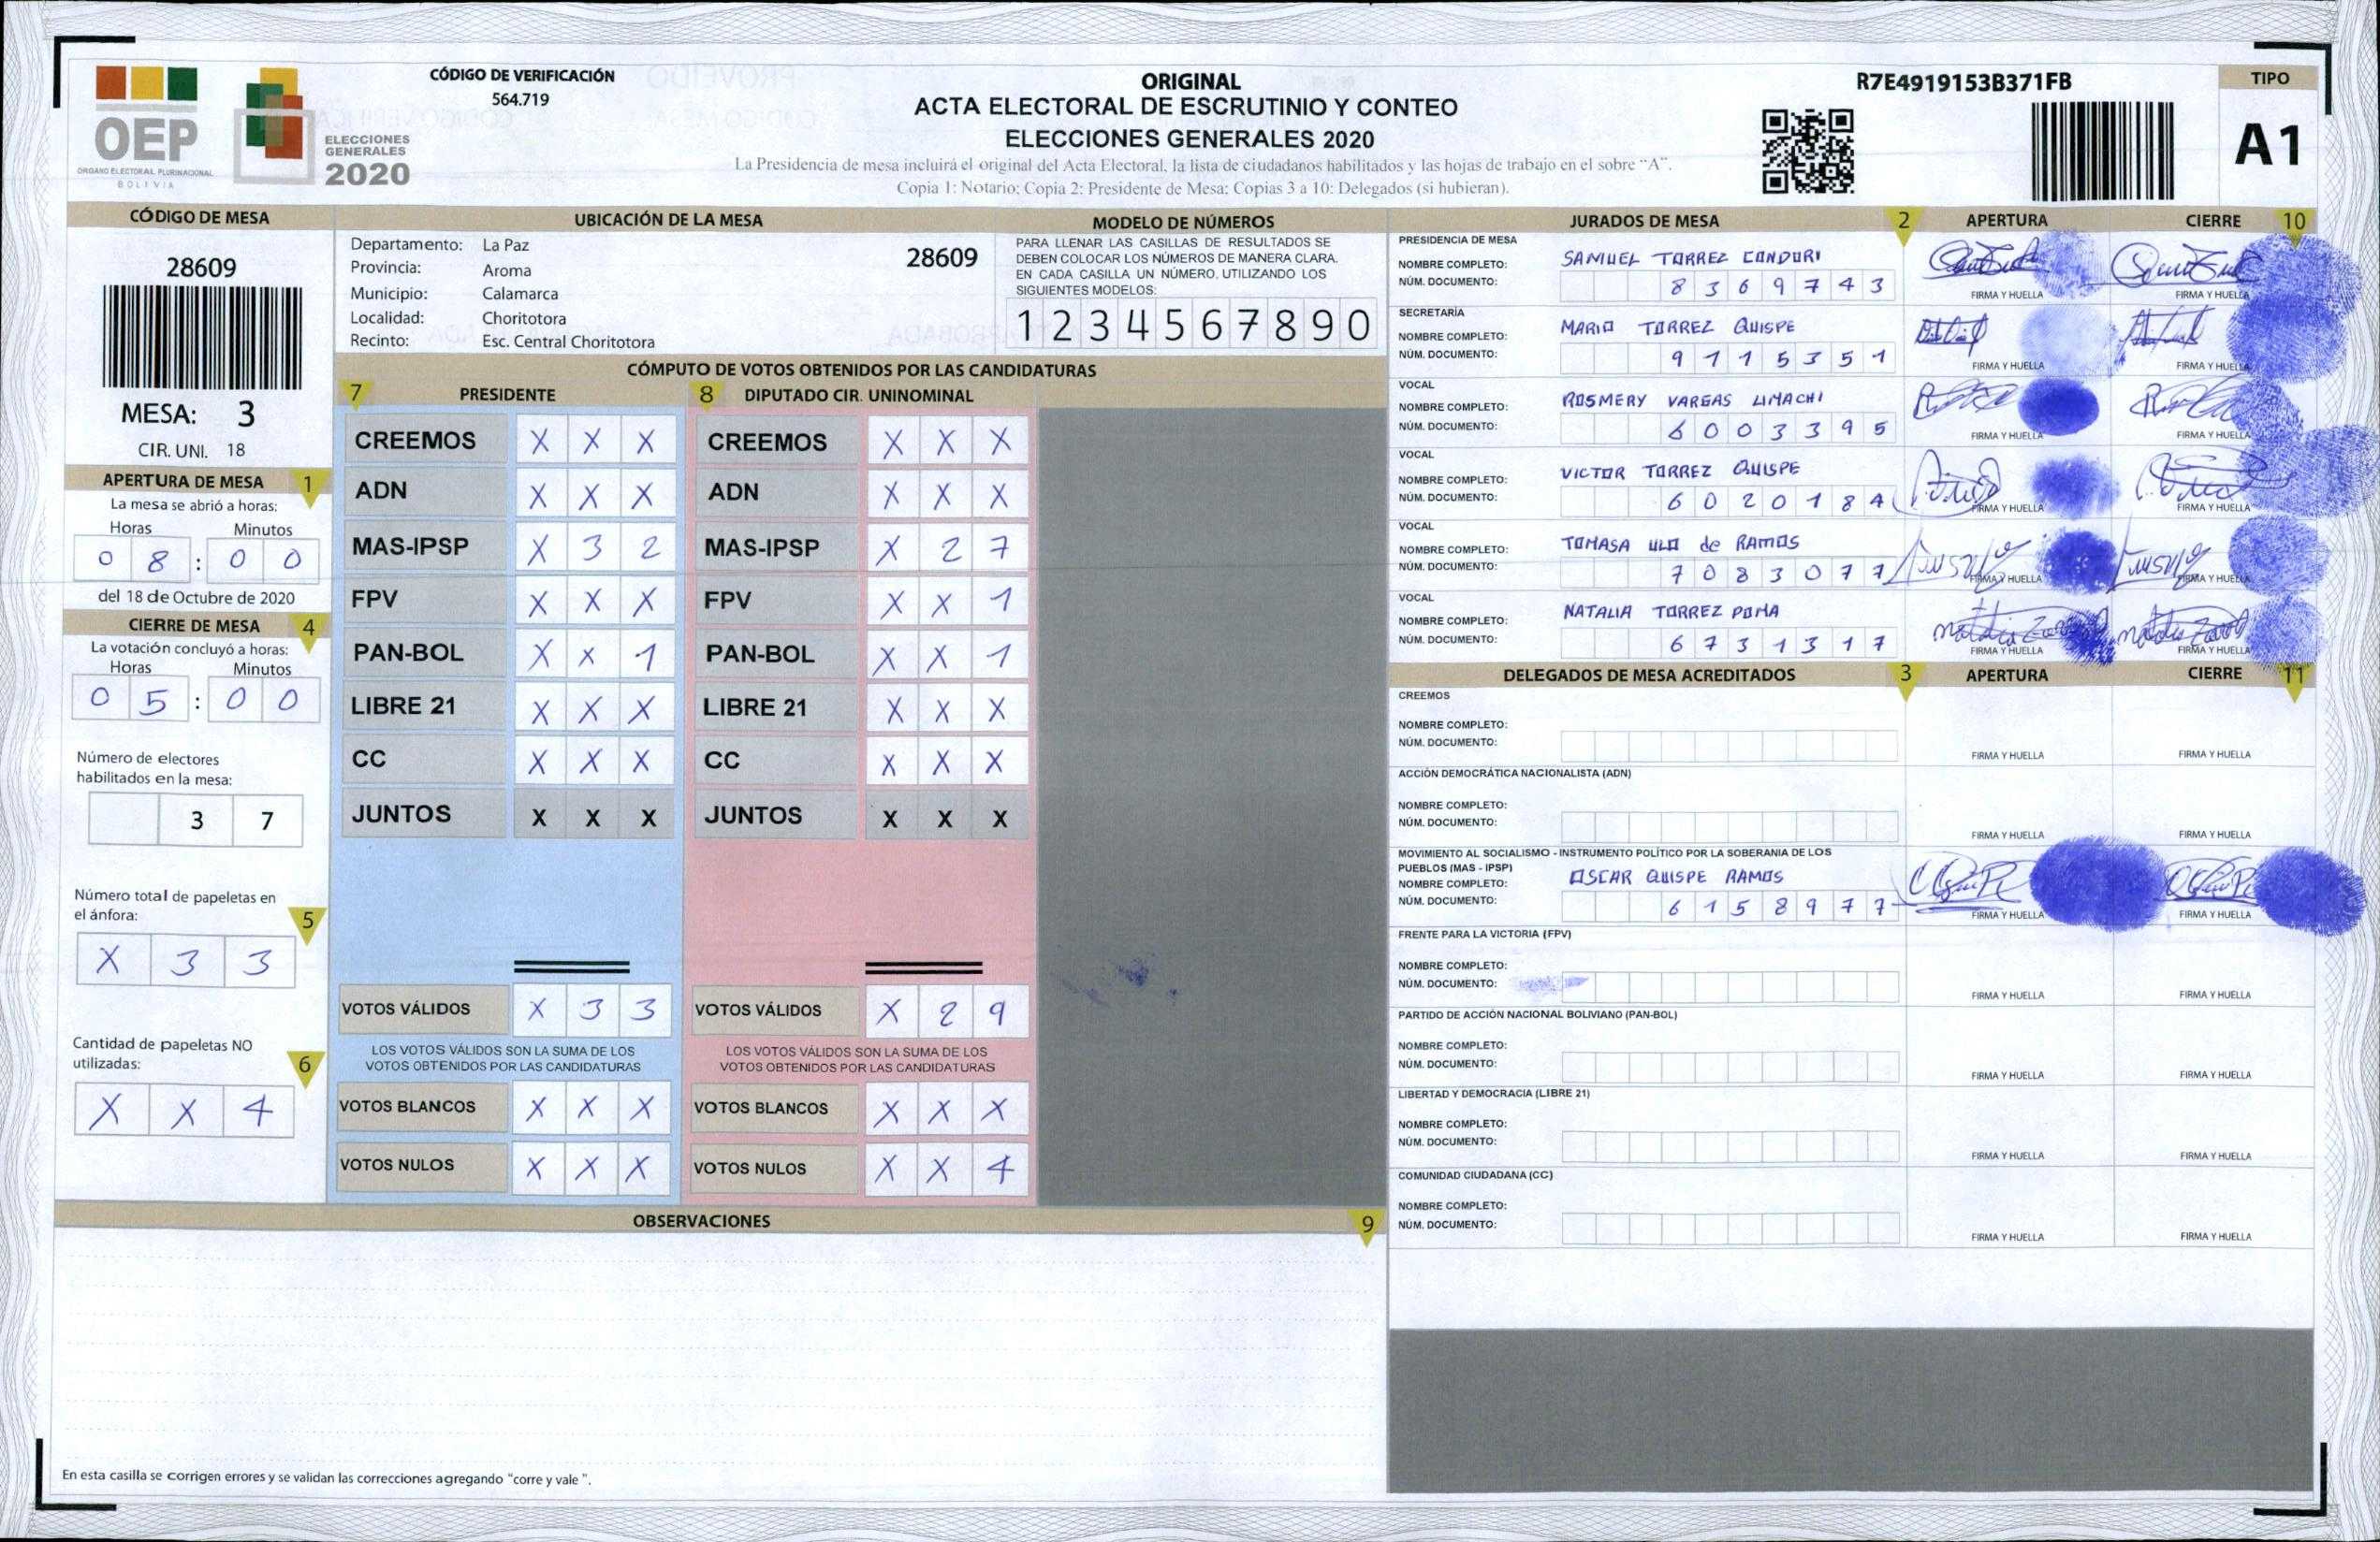 OEP
ÓRGANO ELECTORAL PLURINACIONAL
BOLIVIA
ELECCIONES
GENERALES
2020
CÓDIGO DE VERIFICACIÓN
564.719
ORIGINAL
ACTA ELECTORAL DE ESCRUTINIO Y CONTEO
ELECCIONES GENERALES 2020
La Presidencia de mesa incluirá el original del Acta Electoral, la lista de ciudadanos habilitados y las hojas de trabajo en el sobre "A".
Copia 1: Notario; Copia 2: Presidente de Mesa; Copias 3 a 10: Delegados (si hubieran).
R7E4919153B371FB
TIPO
A1
CÓDIGO DE MESA
28609
MESA: 3
CIR. UNI. 18
APERTURA DE MESA 1
La mesa se abrió a horas:
Horas Minutos
0 8 : 0 0
del 18 de Octubre de 2020
CIERRE DE MESA 4
La votación concluyó a horas:
Horas Minutos
0 5 : 0 0
Número de electores
habilitados en la mesa:
3 7
Número total de papeletas en
el ánfora: 5
X 3 3
Cantidad de papeletas NO
utilizadas: 6
X X 4
UBICACIÓN DE LA MESA
Departamento: La Paz 28609
Provincia: Aroma
Municipio: Calamarca
Localidad: Choritotora
Recinto: Esc. Central Choritotora
MODELO DE NÚMEROS
PARA LLENAR LAS CASILLAS DE RESULTADOS SE
DEBEN COLOCAR LOS NÚMEROS DE MANERA CLARA.
EN CADA CASILLA UN NÚMERO, UTILIZANDO LOS
SIGUIENTES MODELOS:
1 2 3 4 5 6 7 8 9 0
CÓMPUTO DE VOTOS OBTENIDOS POR LAS CANDIDATURAS
7 PRESIDENTE 8 DIPUTADO CIR. UNINOMINAL
CREEMOS X X X CREEMOS X X X
ADN X X X ADN X X X
MAS-IPSP X 3 2 MAS-IPSP X 2 7
FPV X X X FPV X X 1
PAN-BOL X X 1 PAN-BOL X X 1
LIBRE 21 X X X LIBRE 21 X X X
CC X X X CC X X X
JUNTOS X X X JUNTOS X X X
VOTOS VÁLIDOS X 3 3 VOTOS VÁLIDOS X 2 9
LOS VOTOS VÁLIDOS SON LA SUMA DE LOS LOS VOTOS VÁLIDOS SON LA SUMA DE LOS
VOTOS OBTENIDOS POR LAS CANDIDATURAS VOTOS OBTENIDOS POR LAS CANDIDATURAS
VOTOS BLANCOS X X X VOTOS BLANCOS X X X
VOTOS NULOS X X X VOTOS NULOS X X 4
OBSERVACIONES 9
En esta casilla se corrigen errores y se validan las correcciones agregando "corre y vale ".
JURADOS DE MESA 2 APERTURA CIERRE 10
PRESIDENCIA DE MESA
NOMBRE COMPLETO: SAMUEL TORREZ CONDORI
NÚM. DOCUMENTO: 8 3 6 9 7 4 3
FIRMA Y HUELLA FIRMA Y HUELLA
SECRETARÍA
NOMBRE COMPLETO: MARIO TORREZ QUISPE
NÚM. DOCUMENTO: 9 1 1 5 3 5 1
FIRMA Y HUELLA FIRMA Y HUELLA
VOCAL
NOMBRE COMPLETO: ROSMERY VARGAS LIMACHI
NÚM. DOCUMENTO: 6 0 0 3 3 9 5
FIRMA Y HUELLA FIRMA Y HUELLA
VOCAL
NOMBRE COMPLETO: VICTOR TORREZ QUISPE
NÚM. DOCUMENTO: 6 0 2 0 1 8 4
FIRMA Y HUELLA FIRMA Y HUELLA
VOCAL
NOMBRE COMPLETO: TOMASA ULO de RAMOS
NÚM. DOCUMENTO: 7 0 8 3 0 7 7
FIRMA Y HUELLA FIRMA Y HUELLA
VOCAL
NOMBRE COMPLETO: NATALIA TORREZ POMA
NÚM. DOCUMENTO: 6 7 3 1 3 1 7
FIRMA Y HUELLA FIRMA Y HUELLA
DELEGADOS DE MESA ACREDITADOS 3 APERTURA CIERRE 11
CREEMOS
NOMBRE COMPLETO:
NÚM. DOCUMENTO:
FIRMA Y HUELLA FIRMA Y HUELLA
ACCIÓN DEMOCRÁTICA NACIONALISTA (ADN)
NOMBRE COMPLETO:
NÚM. DOCUMENTO:
FIRMA Y HUELLA FIRMA Y HUELLA
MOVIMIENTO AL SOCIALISMO - INSTRUMENTO POLÍTICO POR LA SOBERANIA DE LOS
PUEBLOS (MAS - IPSP)
NOMBRE COMPLETO: OSCAR QUISPE RAMOS
NÚM. DOCUMENTO: 6 1 5 8 9 7 7
FIRMA Y HUELLA FIRMA Y HUELLA
FRENTE PARA LA VICTORIA (FPV)
NOMBRE COMPLETO:
NÚM. DOCUMENTO:
FIRMA Y HUELLA FIRMA Y HUELLA
PARTIDO DE ACCIÓN NACIONAL BOLIVIANO (PAN-BOL)
NOMBRE COMPLETO:
NÚM. DOCUMENTO:
FIRMA Y HUELLA FIRMA Y HUELLA
LIBERTAD Y DEMOCRACIA (LIBRE 21)
NOMBRE COMPLETO:
NÚM. DOCUMENTO:
FIRMA Y HUELLA FIRMA Y HUELLA
COMUNIDAD CIUDADANA (CC)
NOMBRE COMPLETO:
NÚM. DOCUMENTO:
FIRMA Y HUELLA FIRMA Y HUELLA